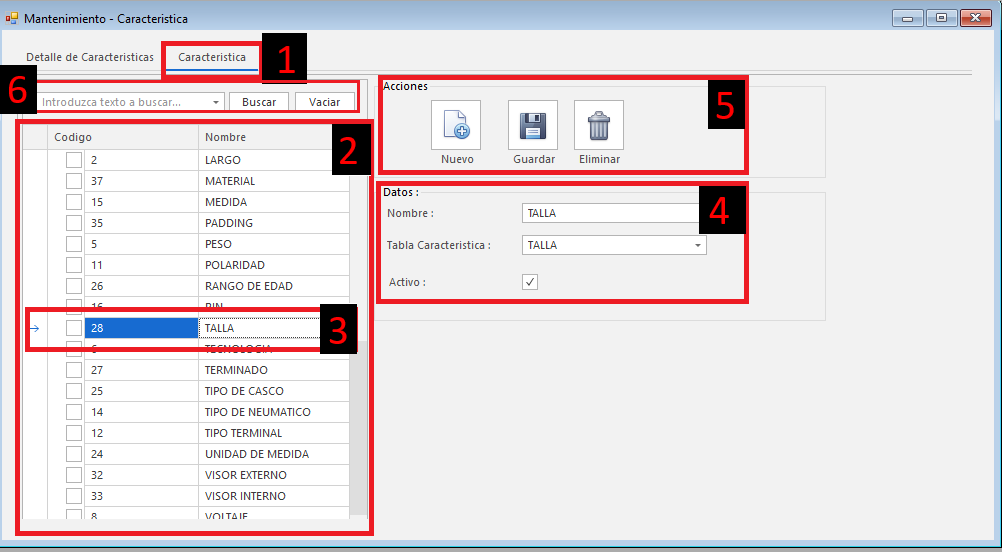 Mantenimiento - Caracteristica
Detalle de Caracteristicas
Caracteristica
1
6
Introduzca texto a buscar...
Buscar
Vaciar
Codigo
Nombre
2
2 LARGO
37 MATERIAL
15 MEDIDA
35 PADDING
5 PESO
11 POLARIDAD
26 RANGO DE EDAD
16 RIN
28 TALLA
3
6 TECNOLOGIA
27 TERMINADO
25 TIPO DE CASCO
14 TIPO DE NEUMATICO
12 TIPO TERMINAL
24 UNIDAD DE MEDIDA
32 VISOR EXTERNO
33 VISOR INTERNO
8 VOLTAJE
Acciones
5
Nuevo
Guardar
Eliminar
Datos :
4
Nombre : TALLA
Tabla Caracteristica : TALLA
Activo :